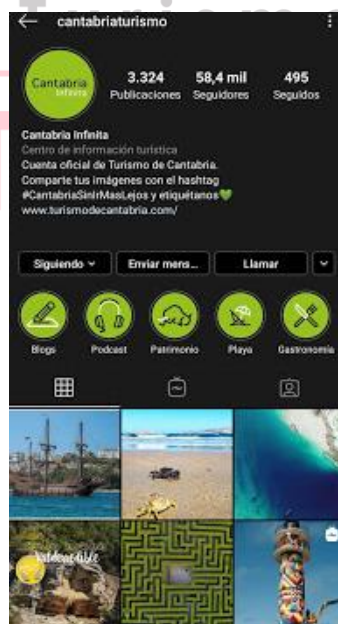 cantabriaturismo
Cantabria
Infinita
3.324 58,4 mil 495
Publicaciones Seguidores Seguidos
Cantabria Infinita
Centro de información turística
Cuenta oficial de Turismo de Cantabria.
Comparte tus imágenes con el hashtag
#CantabriaSinIrMasLejos y etiquétanos💚
www.turismodecantabria.com/
Siguiendo Enviar mens... Llamar
Blogs Podcast Patrimonio Playa Gastronomía